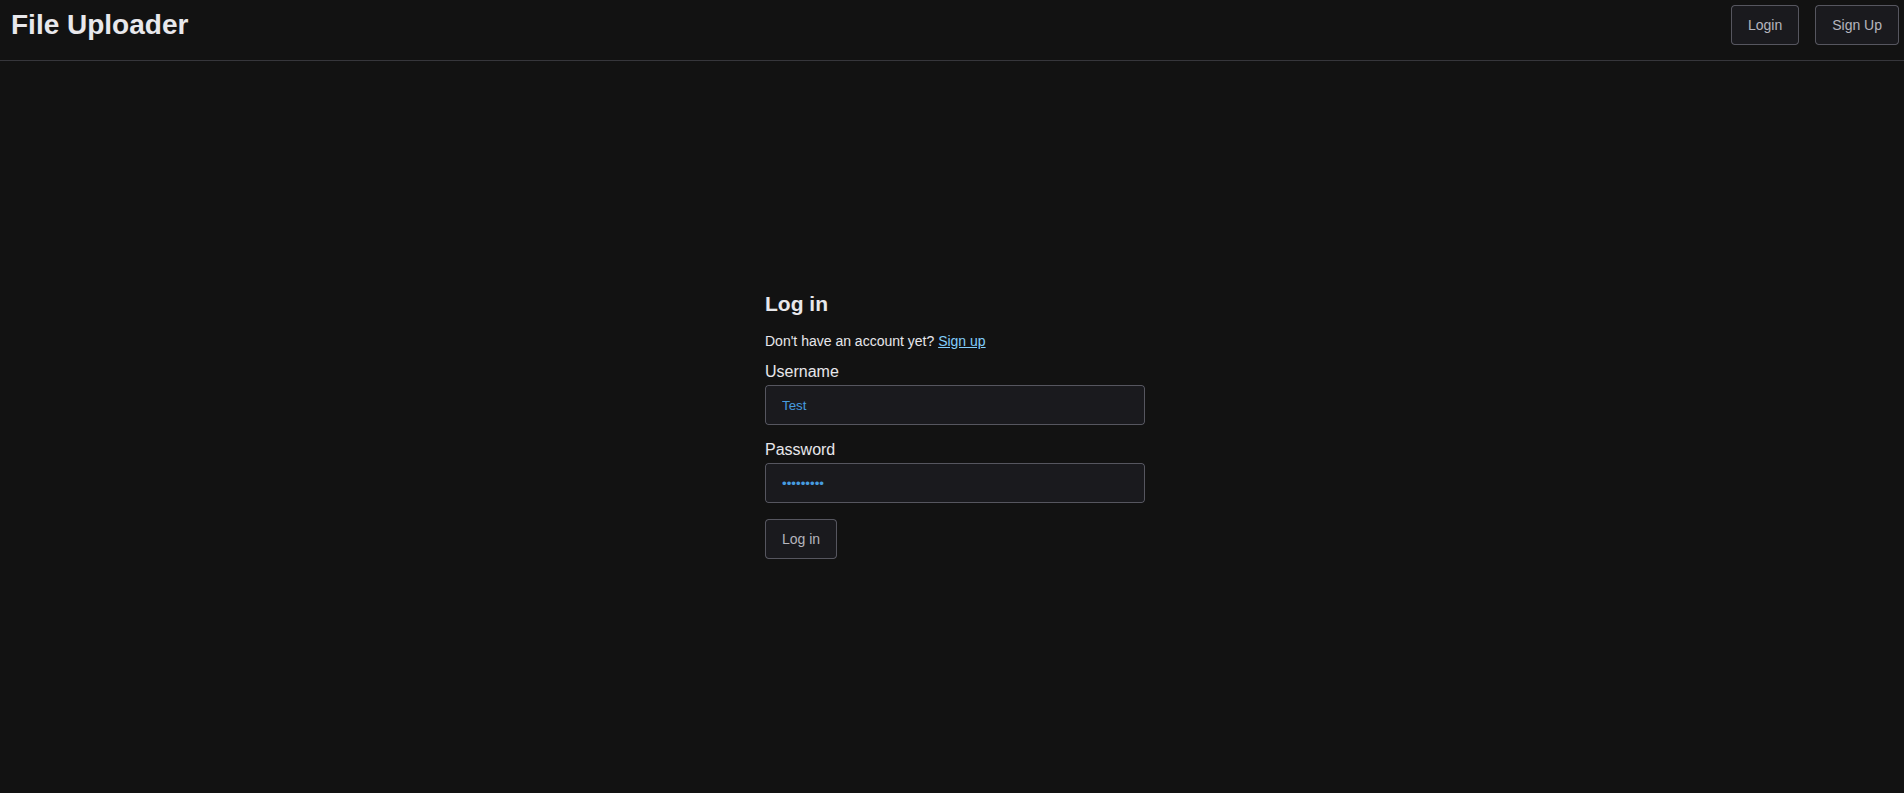 File Uploader
Login
Sign Up
Log in
Don't have an account yet? Sign up
Username
Test
Password
•••••••••
Log in